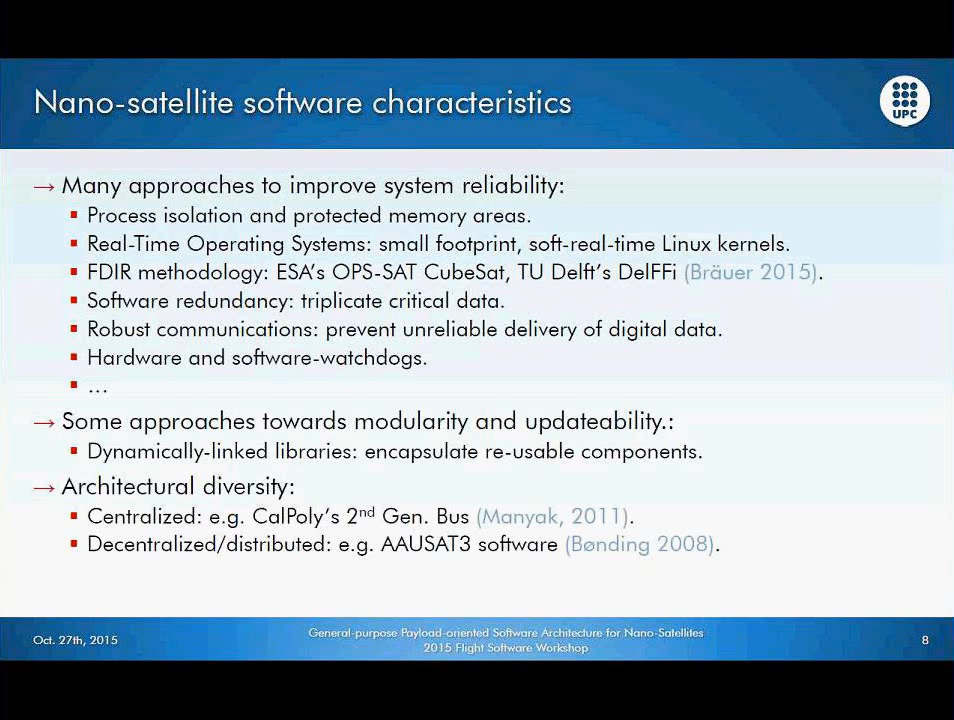 Nano-satellite software characteristics
UPC
→ Many approaches to improve system reliability:
▪ Process isolation and protected memory areas.
▪ Real-Time Operating Systems: small footprint, soft-real-time Linux kernels.
▪ FDIR methodology: ESA's OPS-SAT CubeSat, TU Delft's DelFFi (Bräuer 2015).
▪ Software redundancy: triplicate critical data.
▪ Robust communications: prevent unreliable delivery of digital data.
▪ Hardware and software-watchdogs.
▪ ...
→ Some approaches towards modularity and updateability.:
▪ Dynamically-linked libraries: encapsulate re-usable components.
→ Architectural diversity:
▪ Centralized: e.g. CalPoly's 2nd Gen. Bus (Manyak, 2011).
▪ Decentralized/distributed: e.g. AAUSAT3 software (Bønding 2008).
Oct. 27th, 2015
General-purpose Payload-oriented Software Architecture for Nano-Satellites
2015 Flight Software Workshop
8